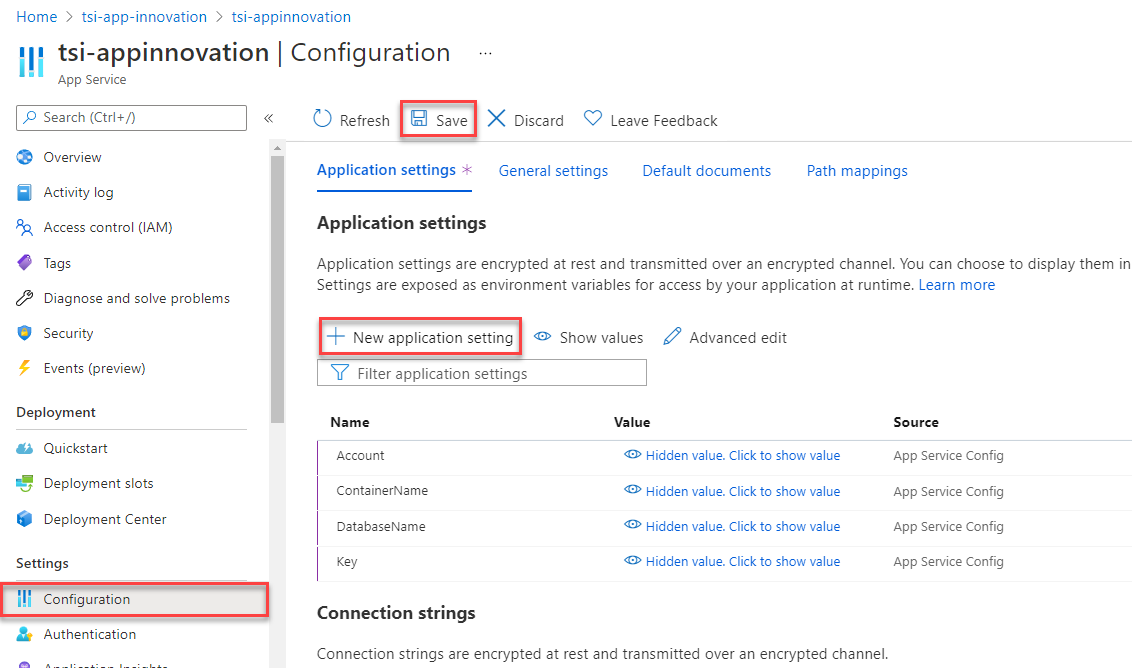 Home > tsi-app-innovation > tsi-appinnovation
tsi-appinnovation | Configuration ...
App Service
Search (Ctrl+/) «
Refresh Save Discard Leave Feedback
Overview
Activity log
Access control (IAM)
Tags
Diagnose and solve problems
Security
Events (preview)
Deployment
Quickstart
Deployment slots
Deployment Center
Settings
Configuration
Authentication
Application Insights
Application settings * General settings Default documents Path mappings
Application settings
Application settings are encrypted at rest and transmitted over an encrypted channel. You can choose to display them in
Settings are exposed as environment variables for access by your application at runtime. Learn more
New application setting Show values Advanced edit
Filter application settings
Name Value Source
Account Hidden value. Click to show value App Service Config
ContainerName Hidden value. Click to show value App Service Config
DatabaseName Hidden value. Click to show value App Service Config
Key Hidden value. Click to show value App Service Config
Connection strings
Connection strings are encrypted at rest and transmitted over an encrypted channel.